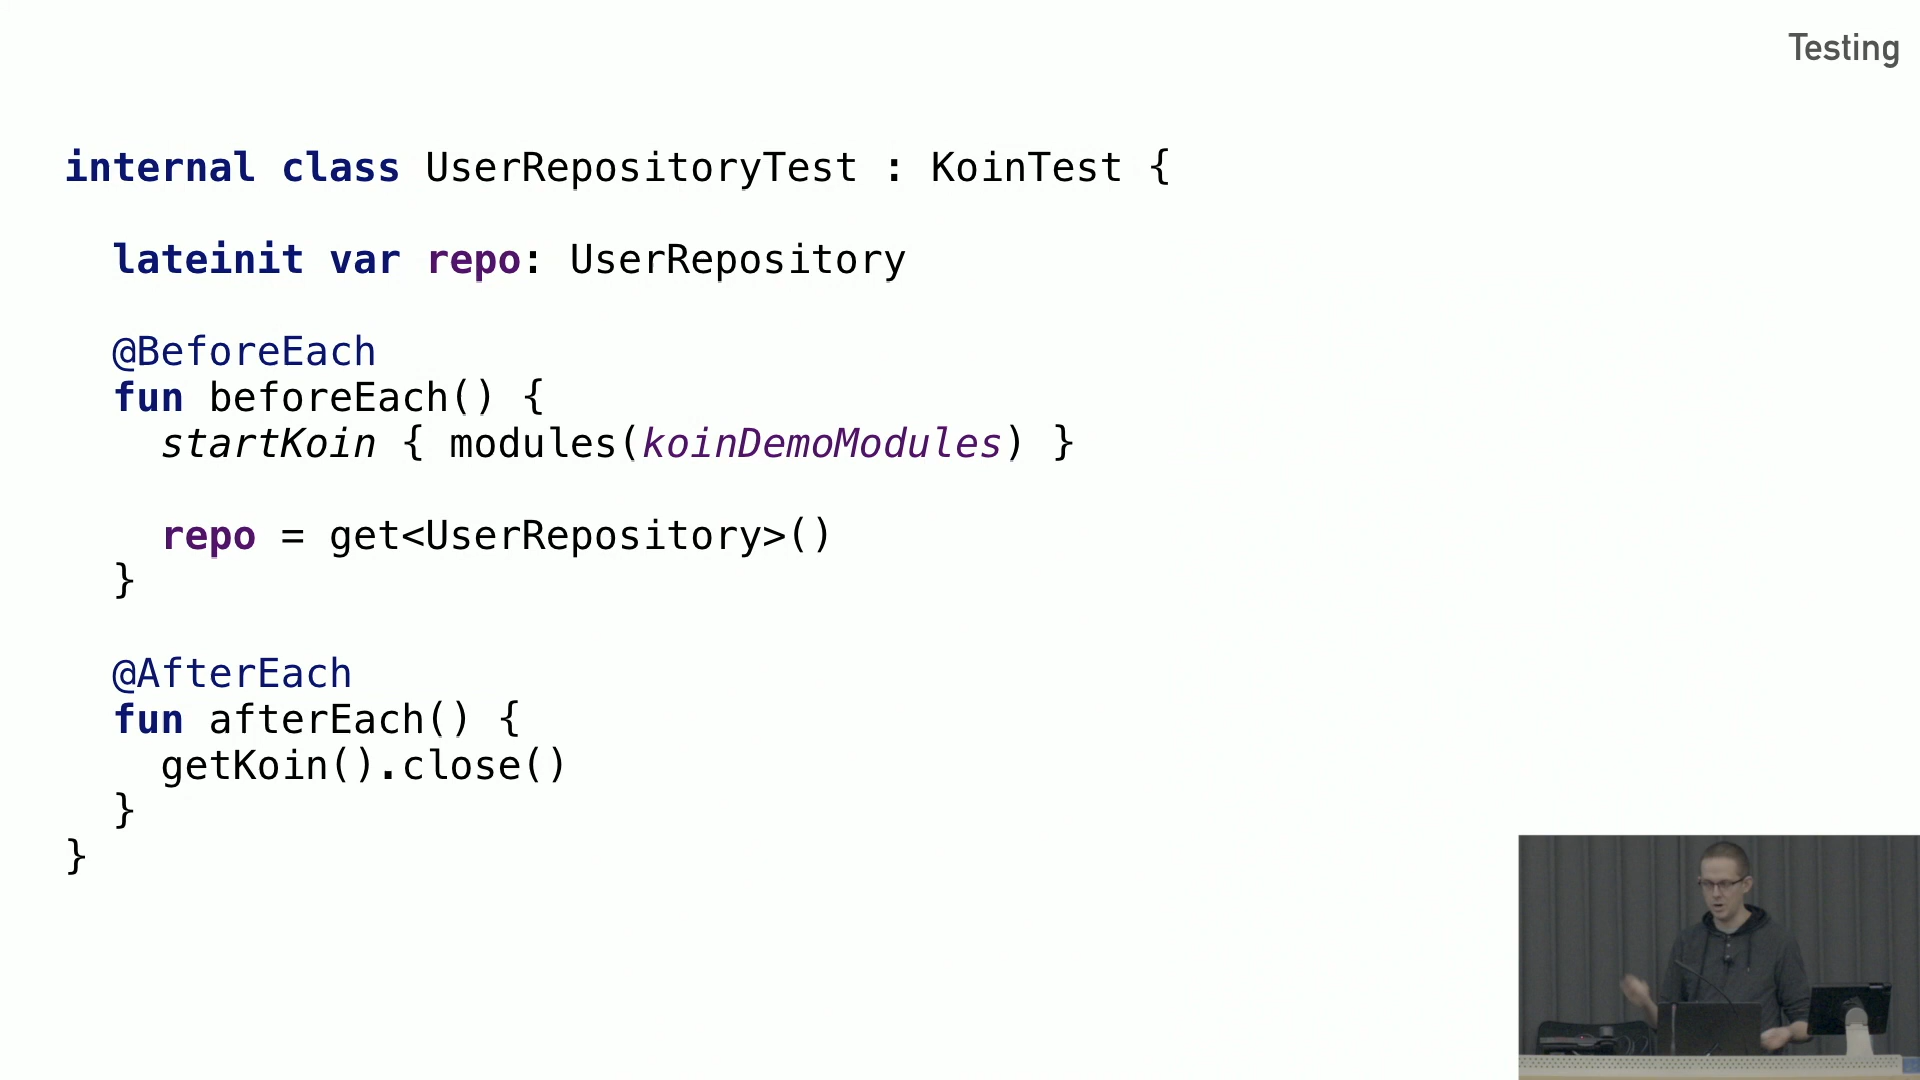 Testing
internal class UserRepositoryTest : KoinTest {
lateinit var repo: UserRepository
@BeforeEach
fun beforeEach() {
startKoin { modules(koinDemoModules) }
repo = get<UserRepository>()
}
@AfterEach
fun afterEach() {
getKoin().close()
}
}